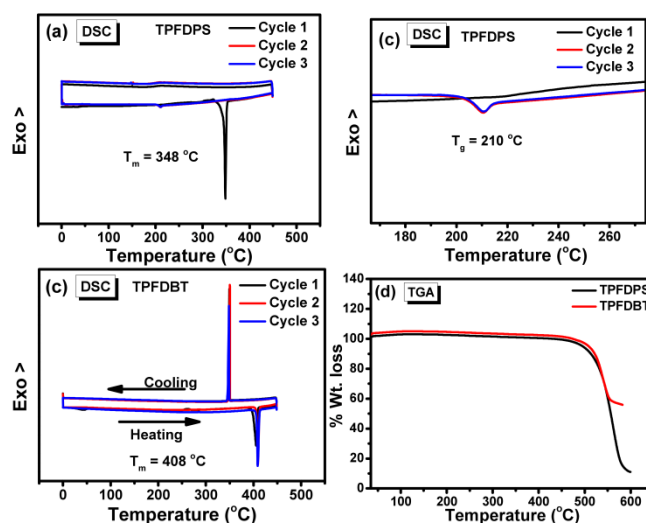 (a) DSC TPFDPS
Cycle 1
Cycle 2
Cycle 3
Exo >
Tm = 348 °C
0 100 200 300 400 500
Temperature (°C)
(c) DSC TPFDPS
Cycle 1
Cycle 2
Cycle 3
Exo >
Tg = 210 °C
180 200 220 240 260
Temperature (°C)
(c) DSC TPFDBT
Cycle 1
Cycle 2
Cycle 3
Exo >
Cooling
Heating
Tm = 408 °C
0 100 200 300 400 500
Temperature (°C)
(d) TGA
TPFDPS
TPFDBT
% Wt. loss
140
120
100
80
60
40
20
0
100 200 300 400 500 600
Temperature (°C)